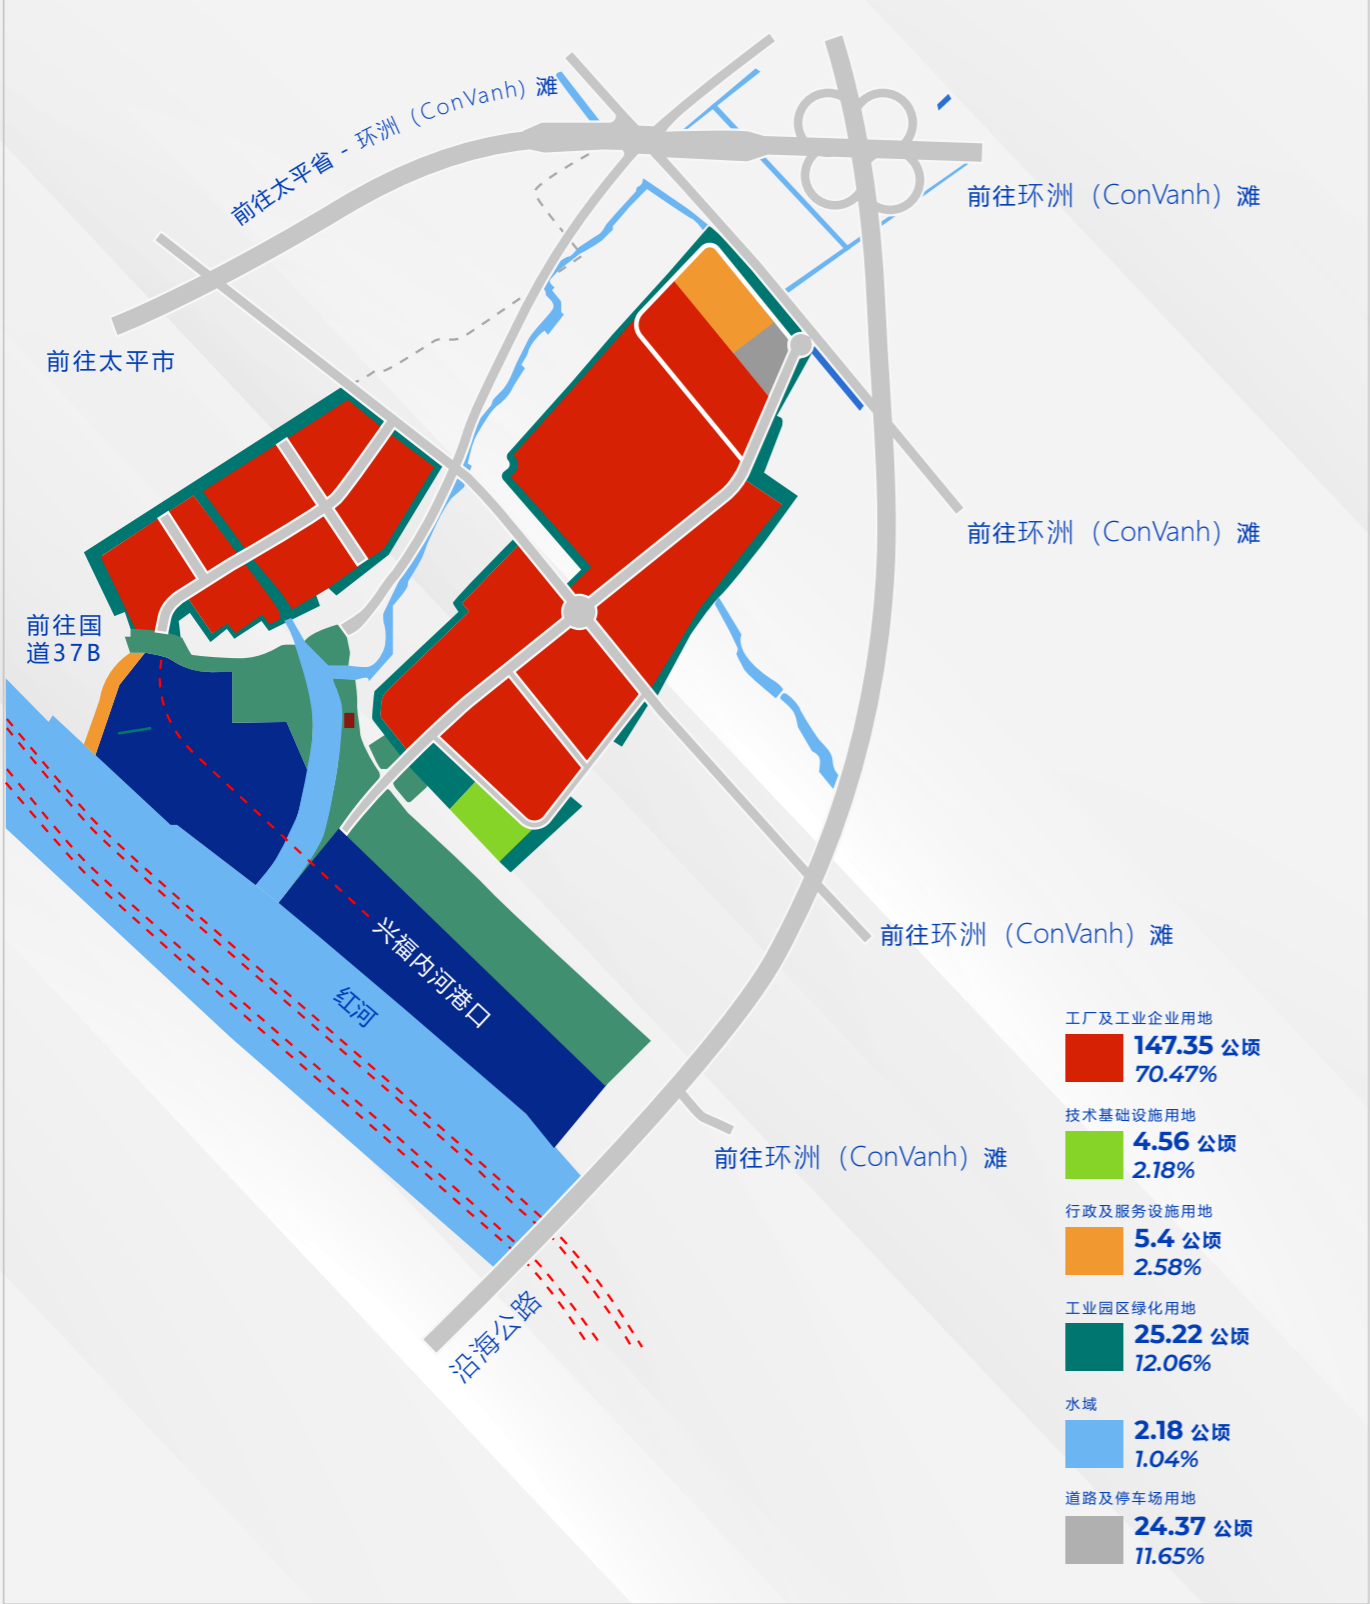 前往太平省 - 环洲（ConVanh）滩
前往环洲（ConVanh）滩
前往太平市
前往环洲（ConVanh）滩
前往国
道37B
前往环洲（ConVanh）滩
兴福内河港口
红河
前往环洲（ConVanh）滩
沿海公路
工厂及工业企业用地
147.35 公顷
70.47%
技术基础设施用地
4.56 公顷
2.18%
行政及服务设施用地
5.4 公顷
2.58%
工业园区绿化用地
25.22 公顷
12.06%
水域
2.18 公顷
1.04%
道路及停车场用地
24.37 公顷
11.65%